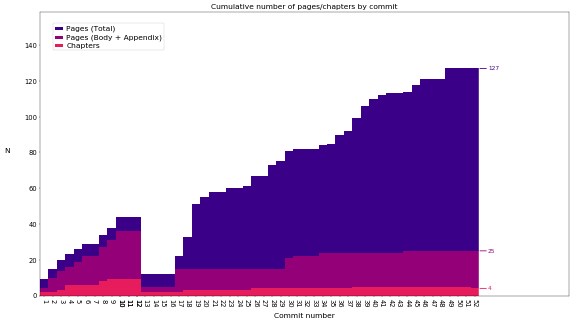 Cumulative number of pages/chapters by commit
Pages (Total)
Pages (Body + Appendix)
Chapters
N
140
120
100
80
60
40
20
0
127
25
4
1 2 3 4 5 6 7 8 9 10 11 12 13 14 15 16 17 18 19 20 21 22 23 24 25 26 27 28 29 30 31 32 33 34 35 36 37 38 39 40 41 42 43 44 45 46 47 48 49 50 51 52
Commit number